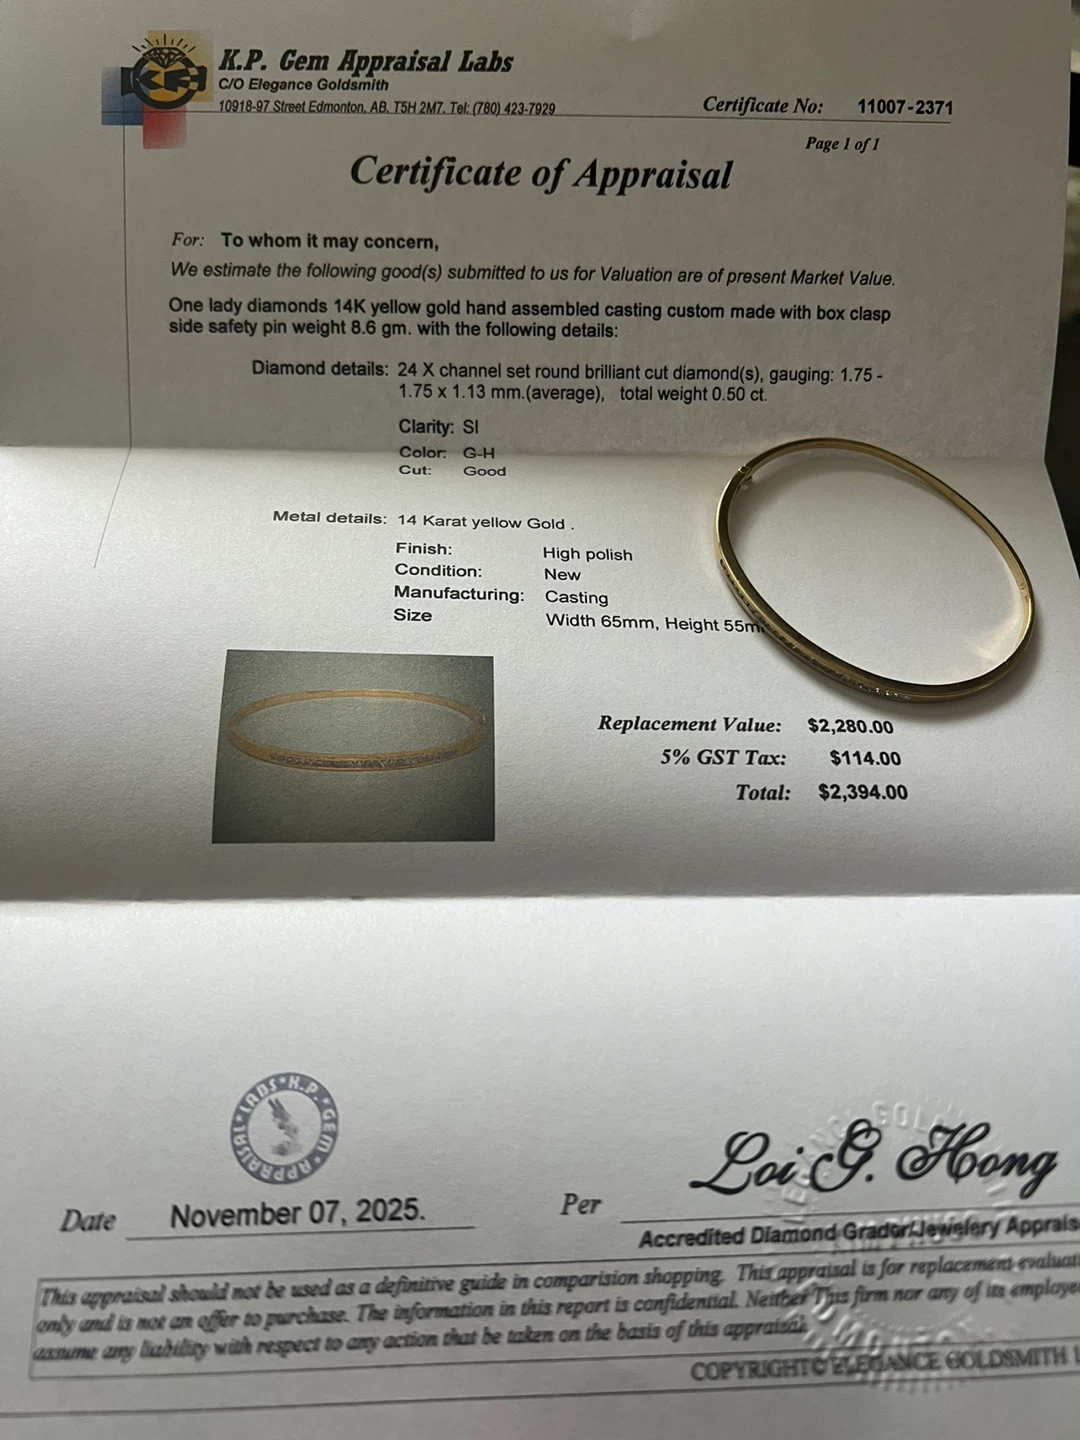 K.P. Gem Appraisal Labs
C/O Elegance Goldsmith
10918-97 Street Edmonton, AB. T5H 2M7. Tel: (780) 423-7929
Certificate No: 11007-2371
Page 1 of 1
Certificate of Appraisal
For: To whom it may concern,
We estimate the following good(s) submitted to us for Valuation are of present Market Value.
One lady diamonds 14K yellow gold hand assembled casting custom made with box clasp
side safety pin weight 8.6 gm. with the following details:
Diamond details: 24 X channel set round brilliant cut diamond(s), gauging: 1.75 -
1.75 x 1.13 mm.(average), total weight 0.50 ct.
Clarity: SI
Color: G-H
Cut: Good
Metal details: 14 Karat yellow Gold .
Finish: High polish
Condition: New
Manufacturing: Casting
Size Width 65mm, Height 55m
Replacement Value: $2,280.00
5% GST Tax: $114.00
Total: $2,394.00
LABS * K.P. * GEM * APPRAISAL *
Date November 07, 2025.
Per Loi G. Hong
Accredited Diamond Grador/Jewelery Apprais
This appraisal should not be used as a definitive guide in comparision shopping. This appraisal is for replacement evaluati
only and is not an offer to purchase. The information in this report is confidential. Neither This firm nor any of its employe
assume any liability with respect to any action that be taken on the basis of this appraisal.
COPYRIGHT© ELEGANCE GOLDSMITH